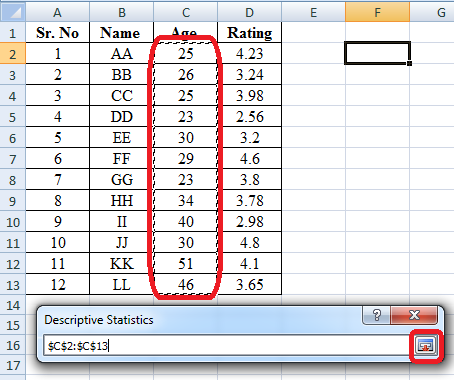 A B C D E F G
1 Sr. No Name Age Rating
2 1 AA 25 4.23
3 2 BB 26 3.24
4 3 CC 25 3.98
5 4 DD 23 2.56
6 5 EE 30 3.2
7 6 FF 29 4.6
8 7 GG 23 3.8
9 8 HH 34 3.78
10 9 II 40 2.98
11 10 JJ 30 4.8
12 11 KK 51 4.1
13 12 LL 46 3.65
14
15 Descriptive Statistics ?
16 $C$2:$C$13
17